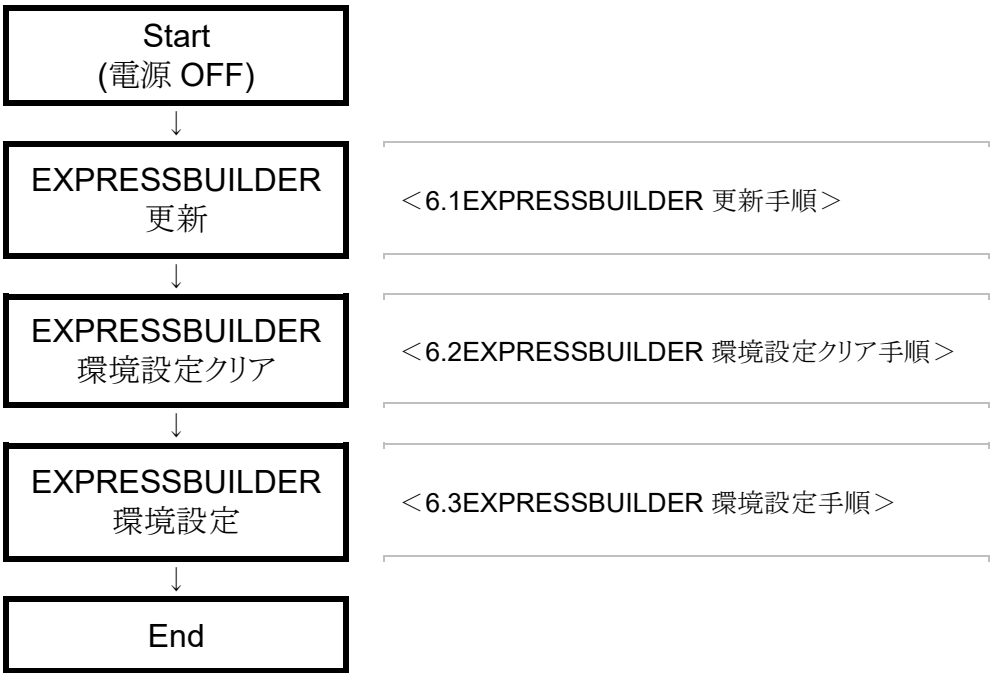 Start
(電源 OFF)
↓
EXPRESSBUILDER
更新
<6.1EXPRESSBUILDER 更新手順>
↓
EXPRESSBUILDER
環境設定クリア
<6.2EXPRESSBUILDER 環境設定クリア手順>
↓
EXPRESSBUILDER
環境設定
<6.3EXPRESSBUILDER 環境設定手順>
↓
End